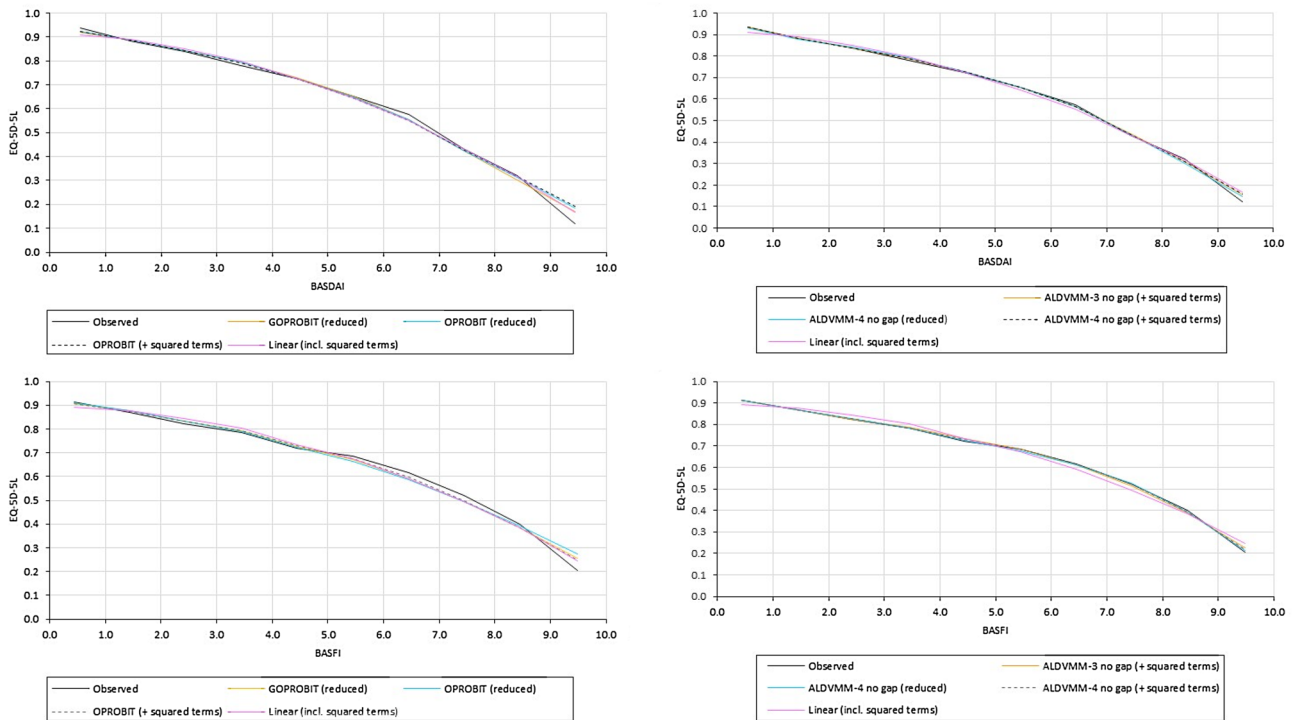 1.0
0.9
0.8
0.7
0.6
0.5
0.4
0.3
0.2
0.1
0.0
EQ-5D-5L
0.0 1.0 2.0 3.0 4.0 5.0 6.0 7.0 8.0 9.0 10.0
BASDAI
Observed GOPROBIT (reduced) OPROBIT (reduced)
OPROBIT (+ squared terms) Linear (incl. squared terms)
1.0
0.9
0.8
0.7
0.6
0.5
0.4
0.3
0.2
0.1
0.0
EQ-5D-5L
0.0 1.0 2.0 3.0 4.0 5.0 6.0 7.0 8.0 9.0 10.0
BASDAI
Observed ALDVMM-3 no gap (+ squared terms)
ALDVMM-4 no gap (reduced) ALDVMM-4 no gap (+ squared terms)
Linear (incl. squared terms)
1.0
0.9
0.8
0.7
0.6
0.5
0.4
0.3
0.2
0.1
0.0
EQ-5D-5L
0.0 1.0 2.0 3.0 4.0 5.0 6.0 7.0 8.0 9.0 10.0
BASFI
Observed GOPROBIT (reduced) OPROBIT (reduced)
OPROBIT (+ squared terms) Linear (incl. squared terms)
1.0
0.9
0.8
0.7
0.6
0.5
0.4
0.3
0.2
0.1
0.0
EQ-5D-5L
0.0 1.0 2.0 3.0 4.0 5.0 6.0 7.0 8.0 9.0 10.0
BASFI
Observed ALDVMM-3 no gap (+ squared terms)
ALDVMM-4 no gap (reduced) ALDVMM-4 no gap (+ squared terms)
Linear (incl. squared terms)